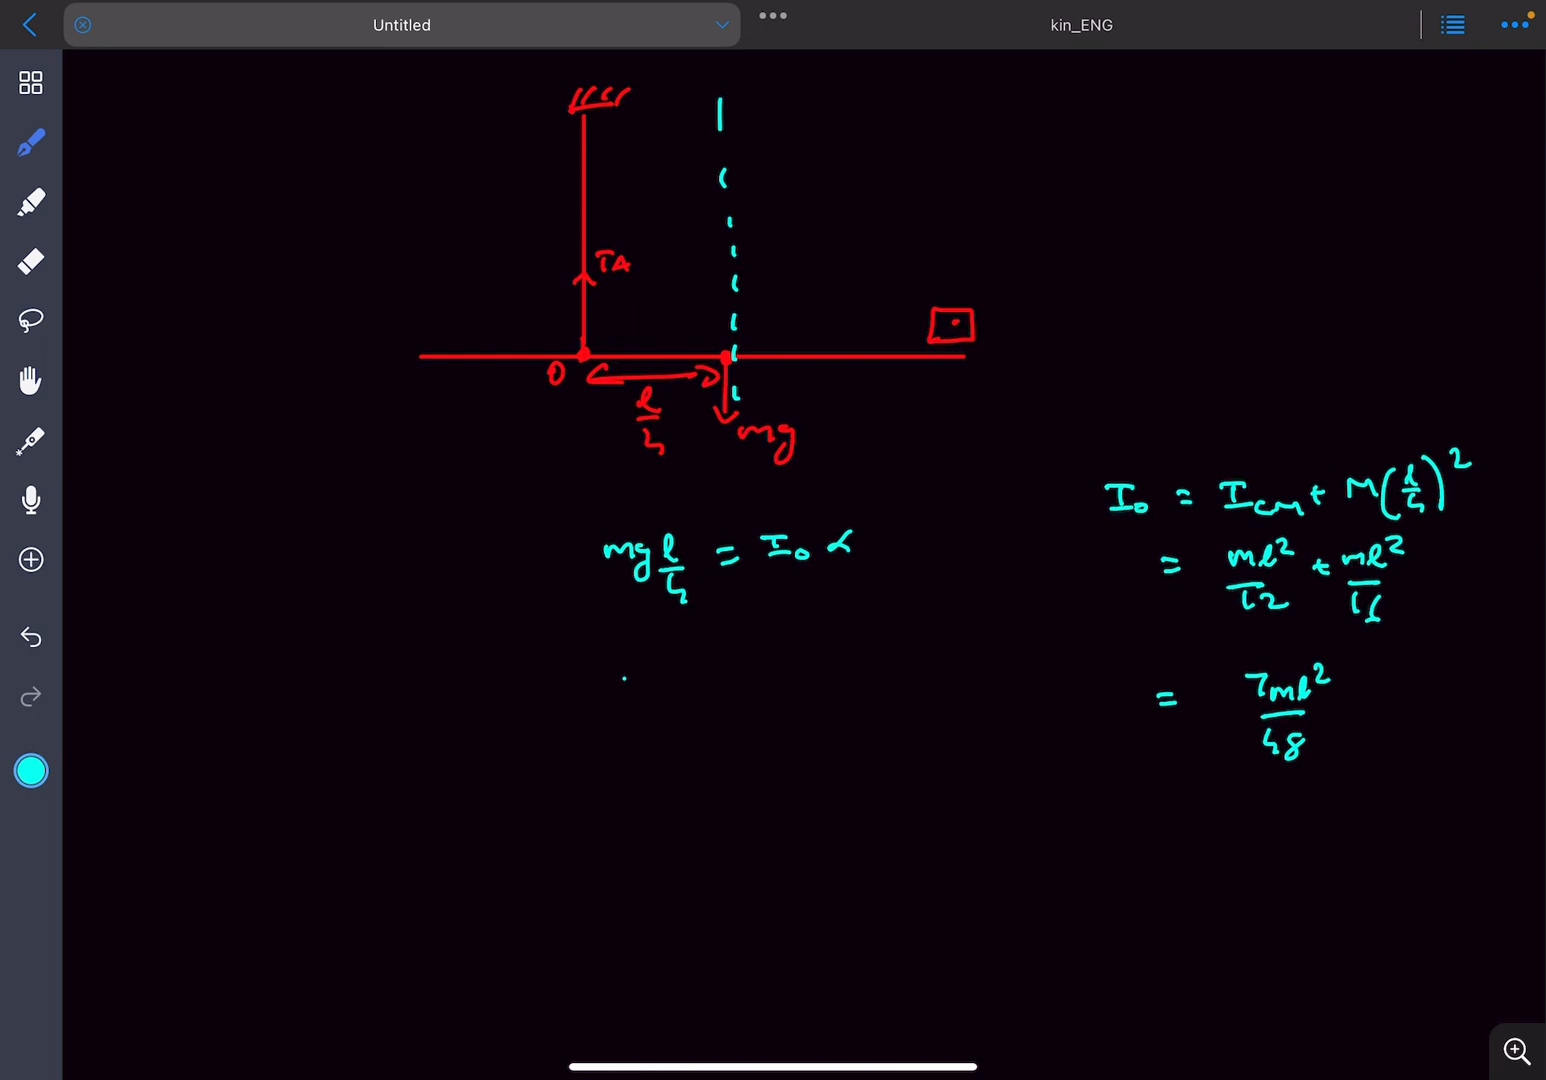 Untitled
kin_ENG
TA
O
l/4
mg
mg l/4 = I₀ α
I₀ = Icm + M(l/4)²
= ml²/12 + ml²/16
= 7ml²/48